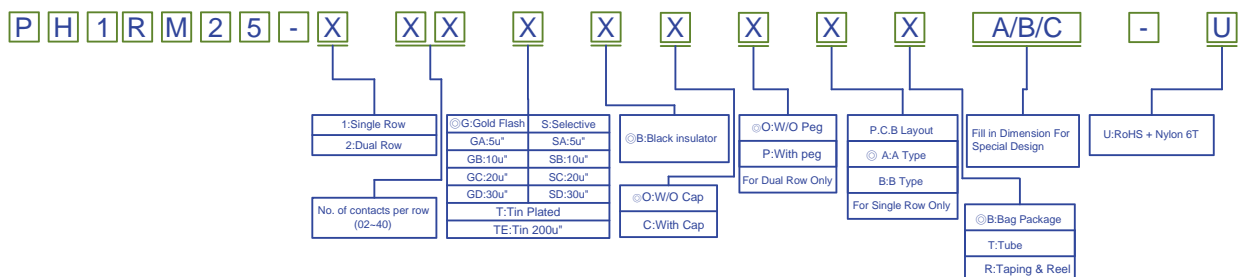 PH1RM25-X XX X X X X X X A/B/C - U
1:Single Row
2:Dual Row
No. of contacts per row
(02~40)
◎G:Gold Flash S:Selective
GA:5u" SA:5u"
GB:10u" SB:10u"
GC:20u" SC:20u"
GD:30u" SD:30u"
T:Tin Plated
TE:Tin 200u"
◎B:Black insulator
◎O:W/O Cap
C:With Cap
◎O:W/O Peg
P:With peg
For Dual Row Only
P.C.B Layout
◎ A:A Type
B:B Type
For Single Row Only
◎B:Bag Package
T:Tube
R:Taping & Reel
Fill in Dimension For
Special Design
U:RoHS + Nylon 6T